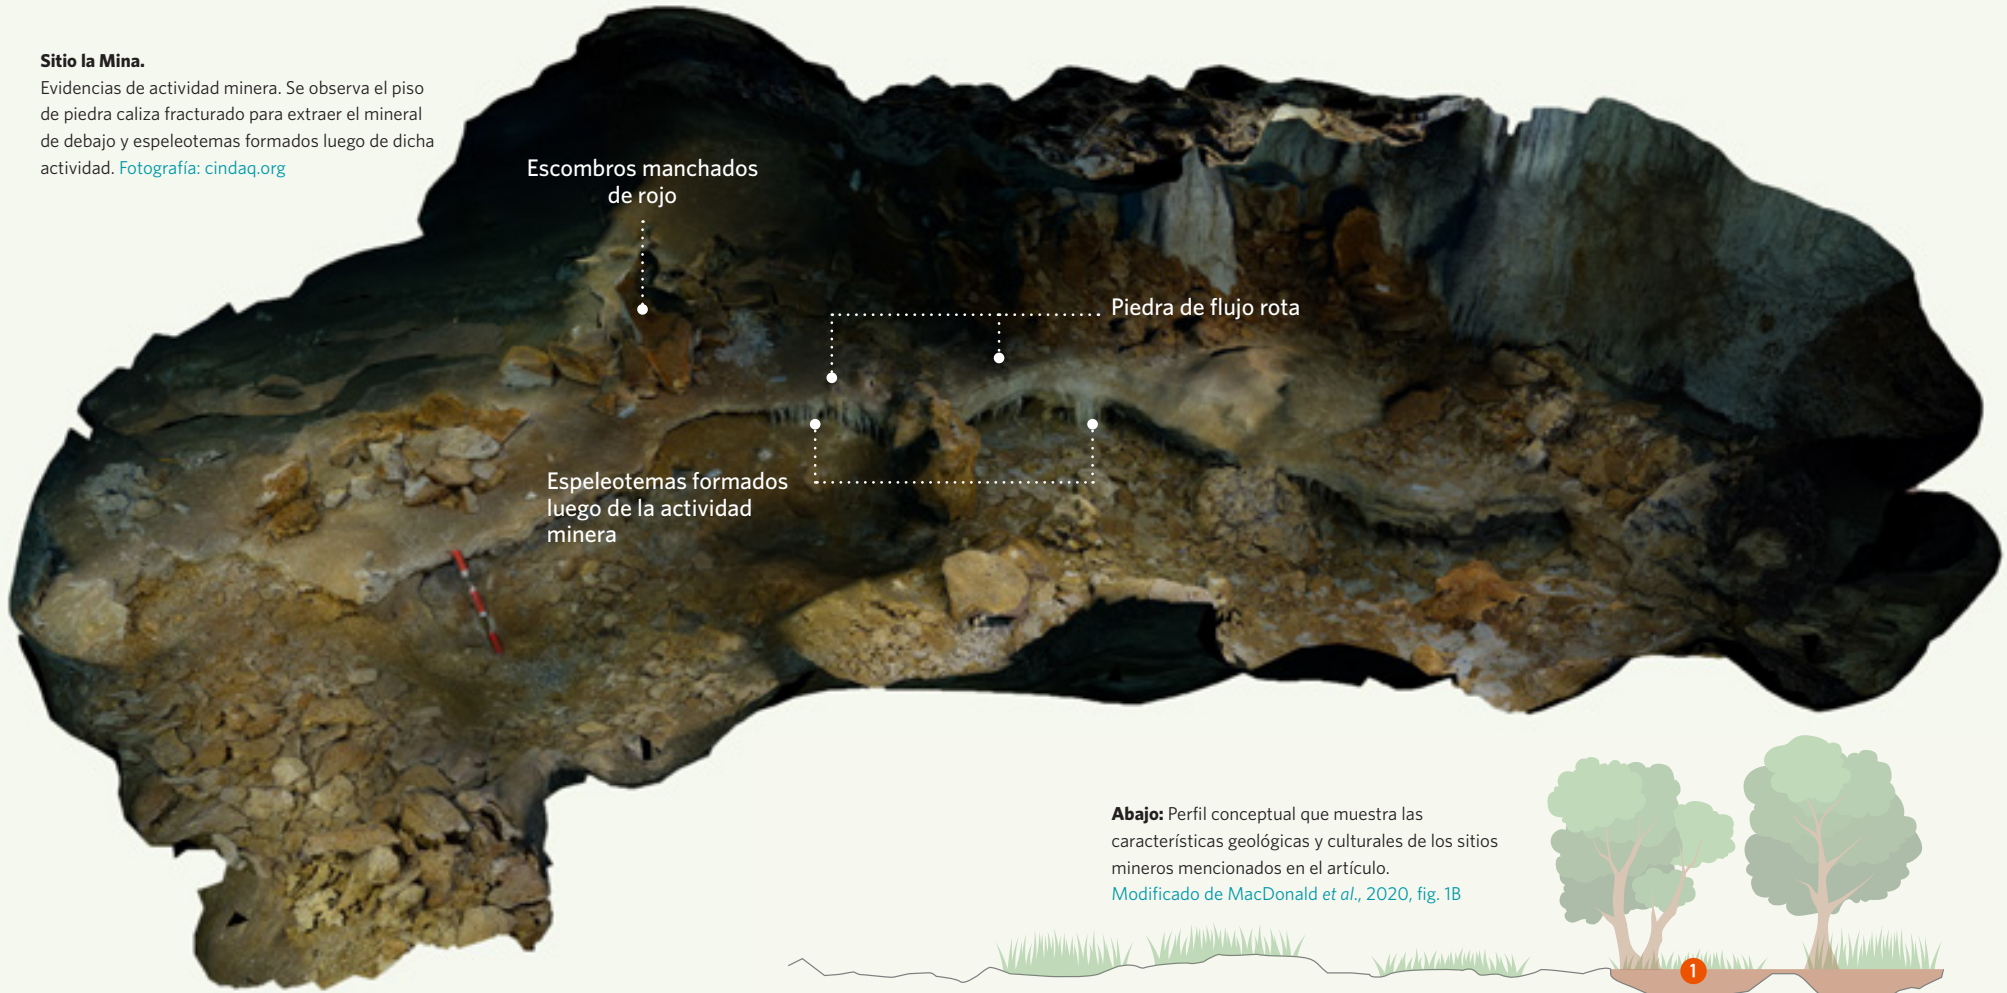 Sitio la Mina.
Evidencias de actividad minera. Se observa el piso
de piedra caliza fracturado para extraer el mineral
de debajo y espeleotemas formados luego de dicha
actividad. Fotografía: cindaq.org
Escombros manchados
de rojo
Piedra de flujo rota
Espeleotemas formados
luego de la actividad
minera
Abajo: Perfil conceptual que muestra las
características geológicas y culturales de los sitios
mineros mencionados en el artículo.
Modificado de MacDonald et al., 2020, fig. 1B
1